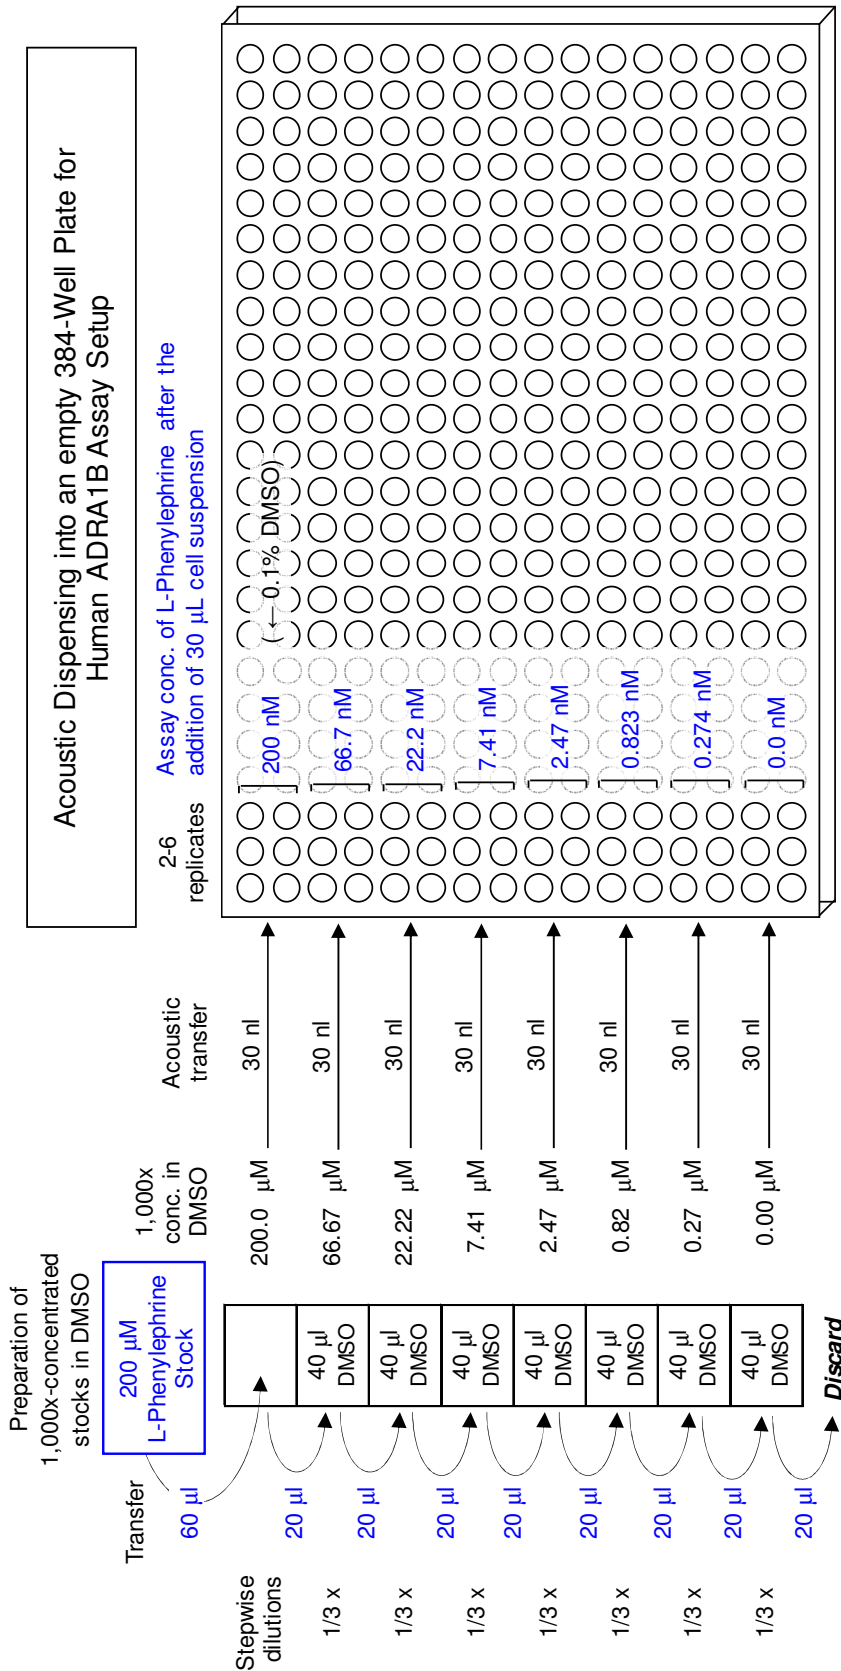 Acoustic Dispensing into an empty 384-Well Plate for
Human ADRA1B Assay Setup
Preparation of
1,000x-concentrated
stocks in DMSO
Transfer
200 µM
L-Phenylephrine
Stock
60 µl
1,000x
conc. in
DMSO
Acoustic
transfer
2-6
replicates
Assay conc. of L-Phenylephrine after the
addition of 30 µL cell suspension
Stepwise
dilutions
200.0 µM
30 nl
200 nM
(← 0.1% DMSO)
20 µl
1/3 x
40 µl
DMSO
66.67 µM
30 nl
66.7 nM
20 µl
1/3 x
40 µl
DMSO
22.22 µM
30 nl
22.2 nM
20 µl
1/3 x
40 µl
DMSO
7.41 µM
30 nl
7.41 nM
20 µl
1/3 x
40 µl
DMSO
2.47 µM
30 nl
2.47 nM
20 µl
1/3 x
40 µl
DMSO
0.82 µM
30 nl
0.823 nM
20 µl
1/3 x
40 µl
DMSO
0.27 µM
30 nl
0.274 nM
20 µl
1/3 x
40 µl
DMSO
0.00 µM
30 nl
0.0 nM
20 µl
Discard